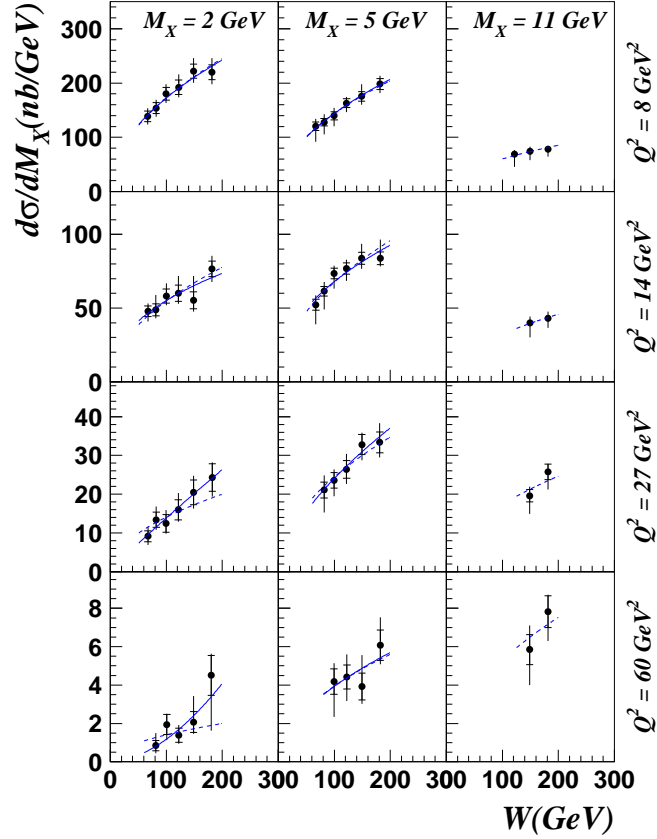 M_X = 2 GeV M_X = 5 GeV M_X = 11 GeV
dσ/dM_X(nb/GeV)
300
200
100
0
Q² = 8 GeV²
100
50
0
Q² = 14 GeV²
40
30
20
10
0
Q² = 27 GeV²
8
6
4
2
0
Q² = 60 GeV²
0 100 200 300 0 100 200 300 0 100 200 300
W(GeV)